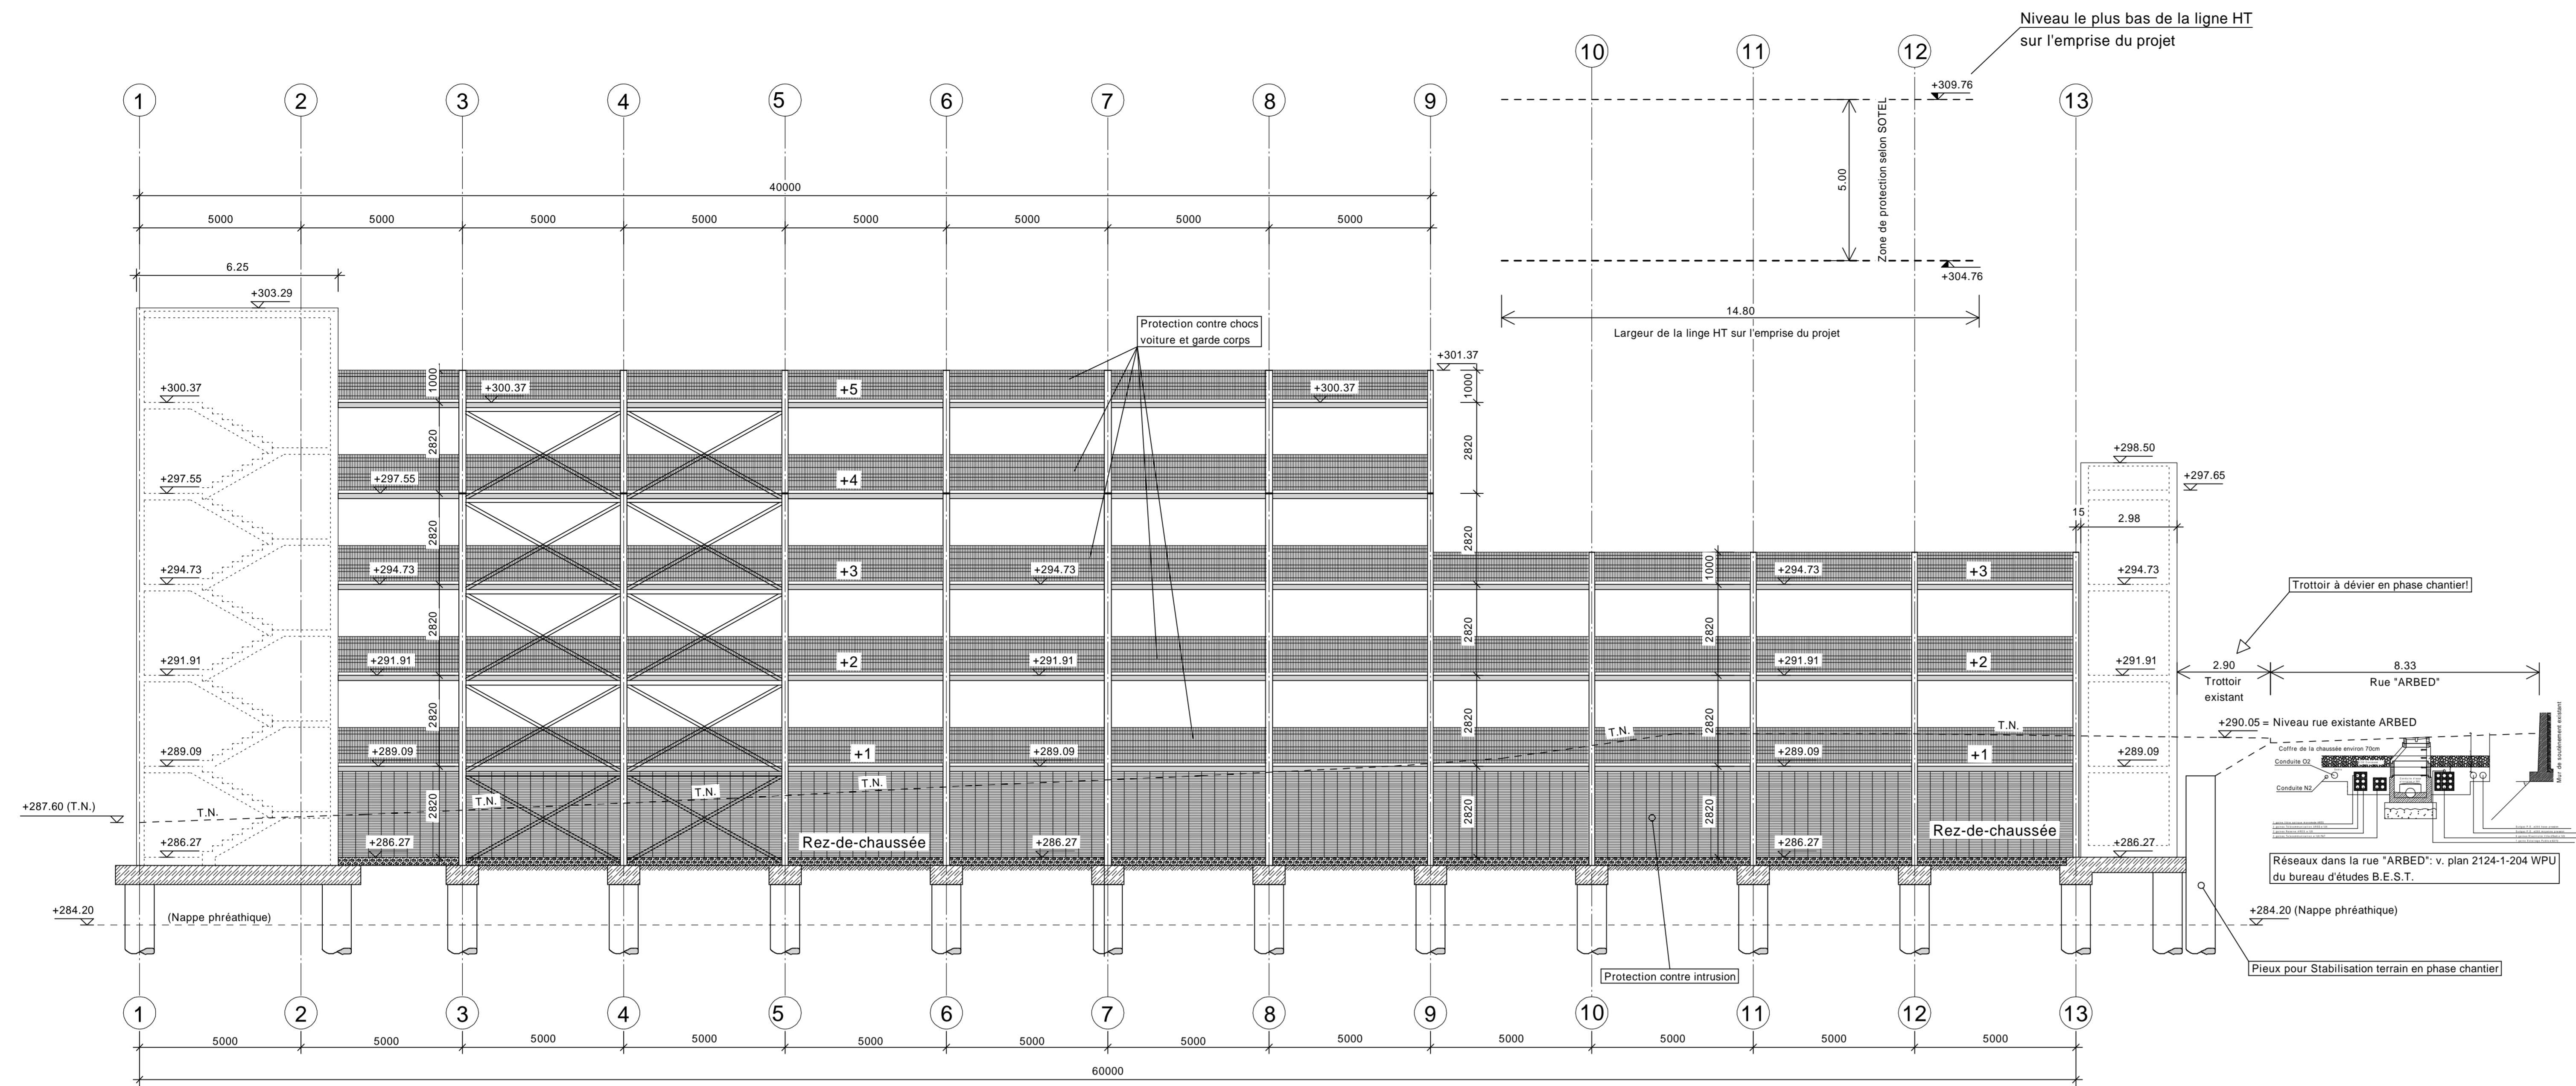 Niveau le plus bas de la ligne HT
sur l'emprise du projet
10 11 12
1 2 3 4 5 6 7 8 9 13
+309.76
5.00
Zone de protection selon SOTEL
+304.76
40000
5000 5000 5000 5000 5000 5000 5000 5000
6.25
+303.29
14.80
Largeur de la linge HT sur l'emprise du projet
Protection contre chocs
voiture et garde corps
+301.37
+300.37 1000 +300.37 +5 +300.37 1000
2820 2820
+298.50
+297.65
+297.55 +297.55 +4
15 2.98
2820 2820
+294.73 +294.73 +3 +294.73 1000 +294.73 +3 +294.73
Trottoir à dévier en phase chantier!
2820 2820 2820
+291.91 +291.91 +2 +291.91 +291.91 +2 +291.91
2.90 8.33
Trottoir
existant
Rue "ARBED"
2820 2820 2820
T.N. T.N.
+290.05 = Niveau rue existante ARBED
Mur de soutènement existant
+289.09 +289.09 +1 +289.09 +289.09 +1 +289.09
Coffre de la chaussée environ 70cm
Conduite O2
Conduite N2
+287.60 (T.N.)
T.N. T.N. T.N. T.N.
2820 2820 2820
+286.27 +286.27 Rez-de-chaussée +286.27 +286.27 Rez-de-chaussée +286.27
Réseaux dans la rue "ARBED": v. plan 2124-1-204 WPU
du bureau d'études B.E.S.T.
+284.20 (Nappe phréathique)
+284.20 (Nappe phréathique)
Protection contre intrusion
Pieux pour Stabilisation terrain en phase chantier
1 2 3 4 5 6 7 8 9 10 11 12 13
5000 5000 5000 5000 5000 5000 5000 5000 5000 5000 5000 5000
60000